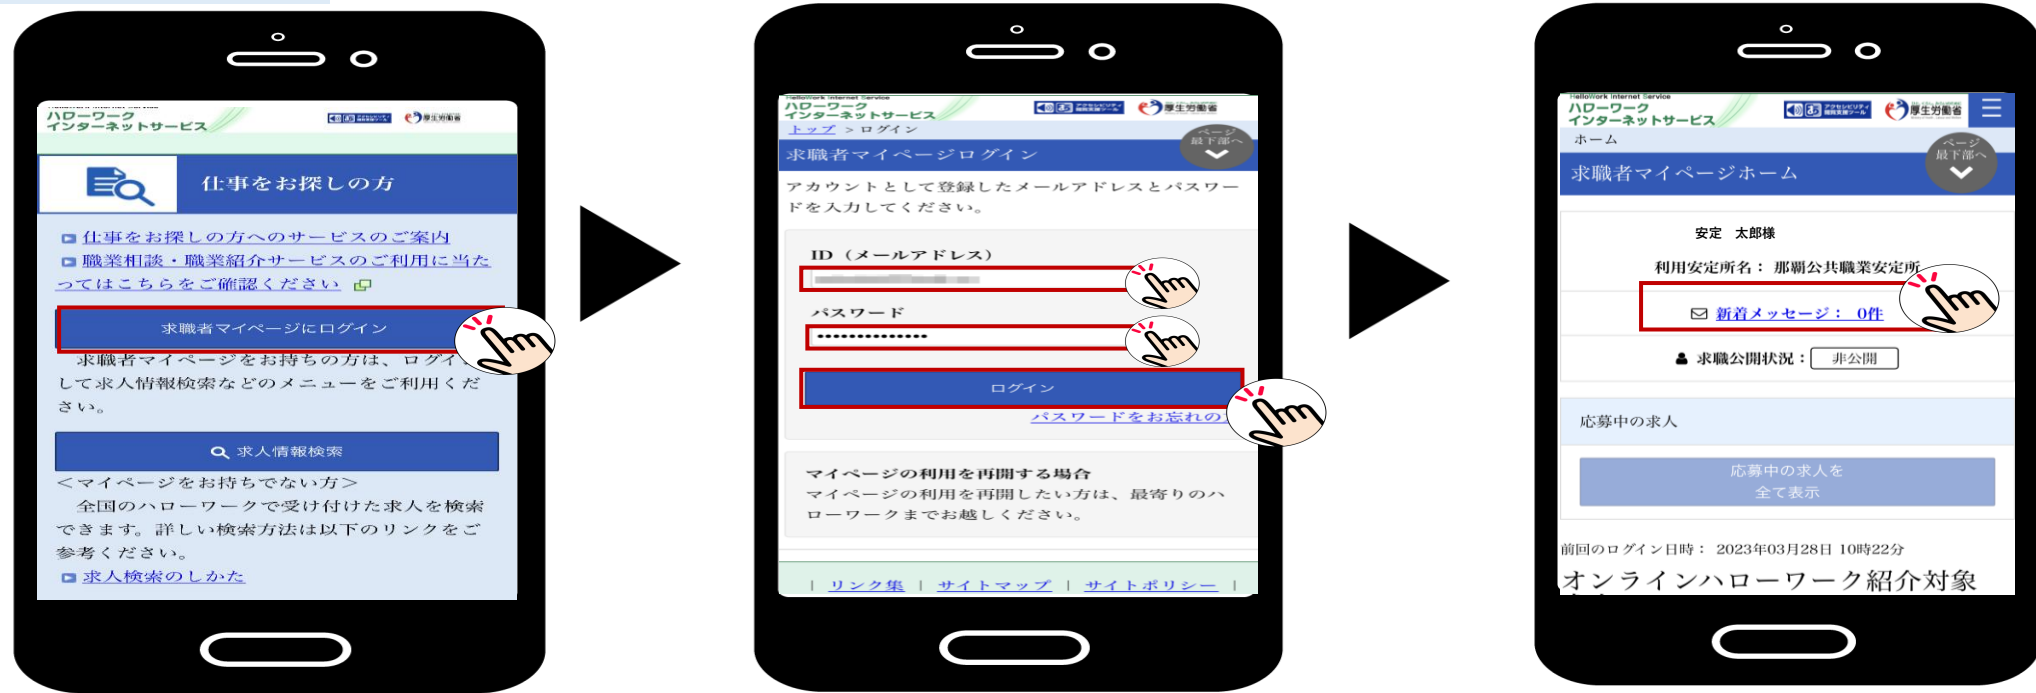 HelloWork Internet Service
ハローワーク
インターネットサービス
厚生労働省
仕事をお探しの方
仕事をお探しの方へのサービスのご案内
職業相談・職業紹介サービスのご利用に当た
ってはこちらをご確認ください
求職者マイページにログイン
求職者マイページをお持ちの方は、ログイ
して求人情報検索などのメニューをご利用くだ
さい。
求人情報検索
＜マイページをお持ちでない方＞
全国のハローワークで受け付けた求人を検索
できます。詳しい検索方法は以下のリンクをご
参考ください。
求人検索のしかた
HelloWork Internet Service
ハローワーク
インターネットサービス
厚生労働省
トップ > ログイン
ページ
最下部へ
求職者マイページログイン
アカウントとして登録したメールアドレスとパスワー
ドを入力してください。
ID（メールアドレス）
パスワード
••••••••••••••
ログイン
パスワードをお忘れの
マイページの利用を再開する場合
マイページの利用を再開したい方は、最寄りのハ
ローワークまでお越しください。
| リンク集 | サイトマップ | サイトポリシー |
HelloWork Internet Service
ハローワーク
インターネットサービス
厚生労働省
ホーム
ページ
最下部へ
求職者マイページホーム
安定 太郎様
利用安定所名： 那覇公共職業安定所
新着メッセージ： 0件
求職公開状況： 非公開
応募中の求人
応募中の求人を
全て表示
前回のログイン日時： 2023年03月28日 10時22分
オンラインハローワーク紹介対象